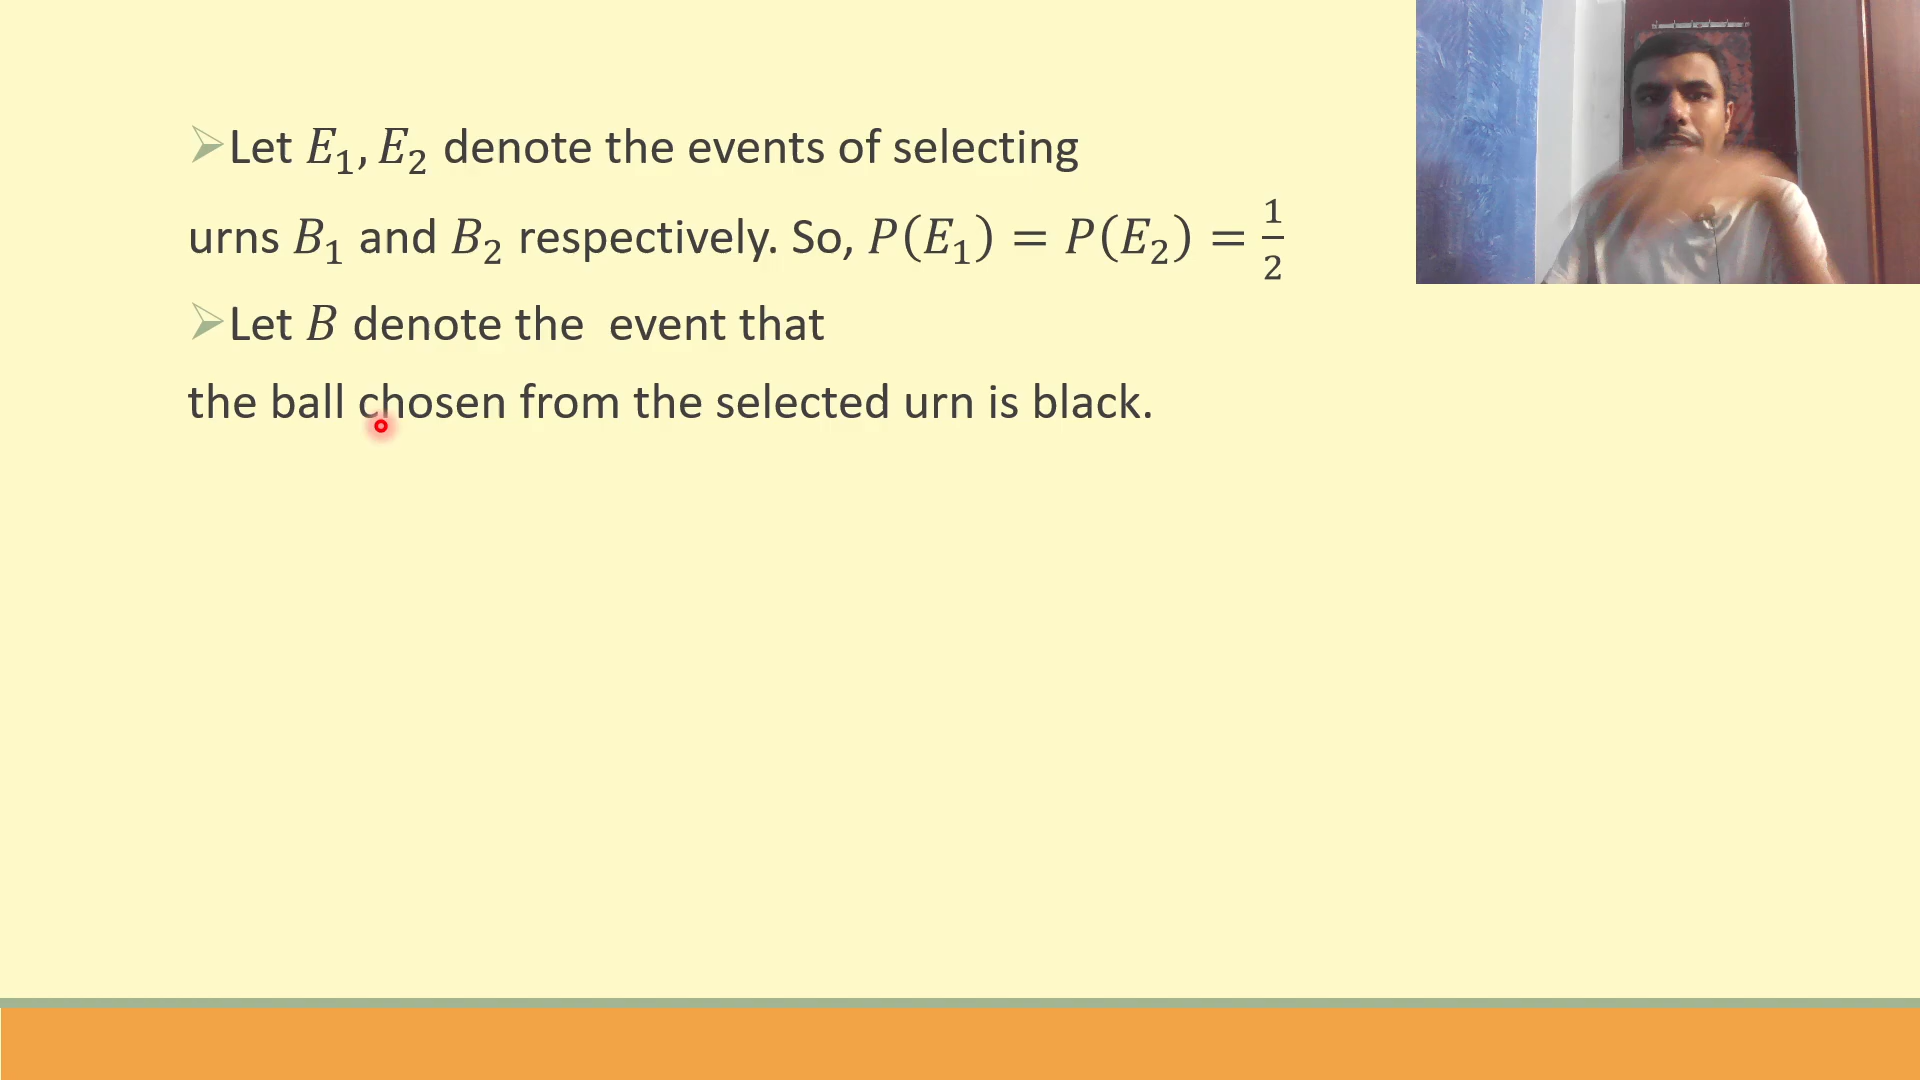 ➢Let E₁, E₂ denote the events of selecting
urns B₁ and B₂ respectively. So, P(E₁) = P(E₂) = 1/2
➢Let B denote the event that
the ball chosen from the selected urn is black.